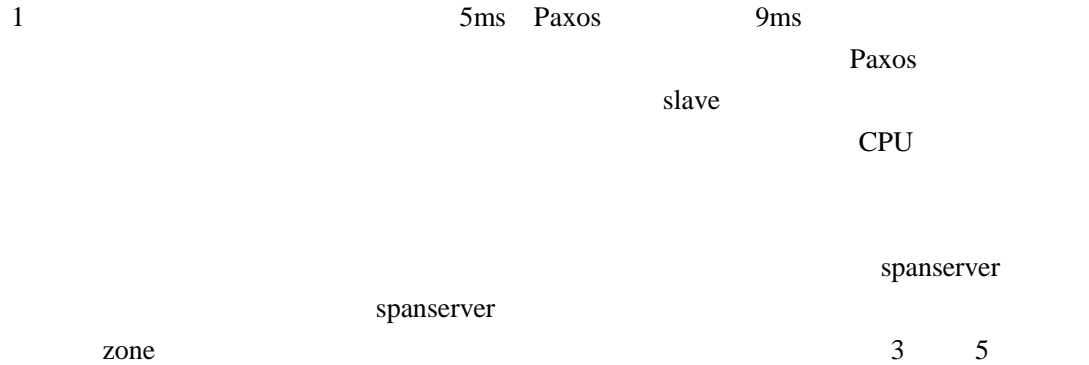 1 5ms Paxos 9ms
Paxos
slave
CPU
spanserver
spanserver
zone 3 5